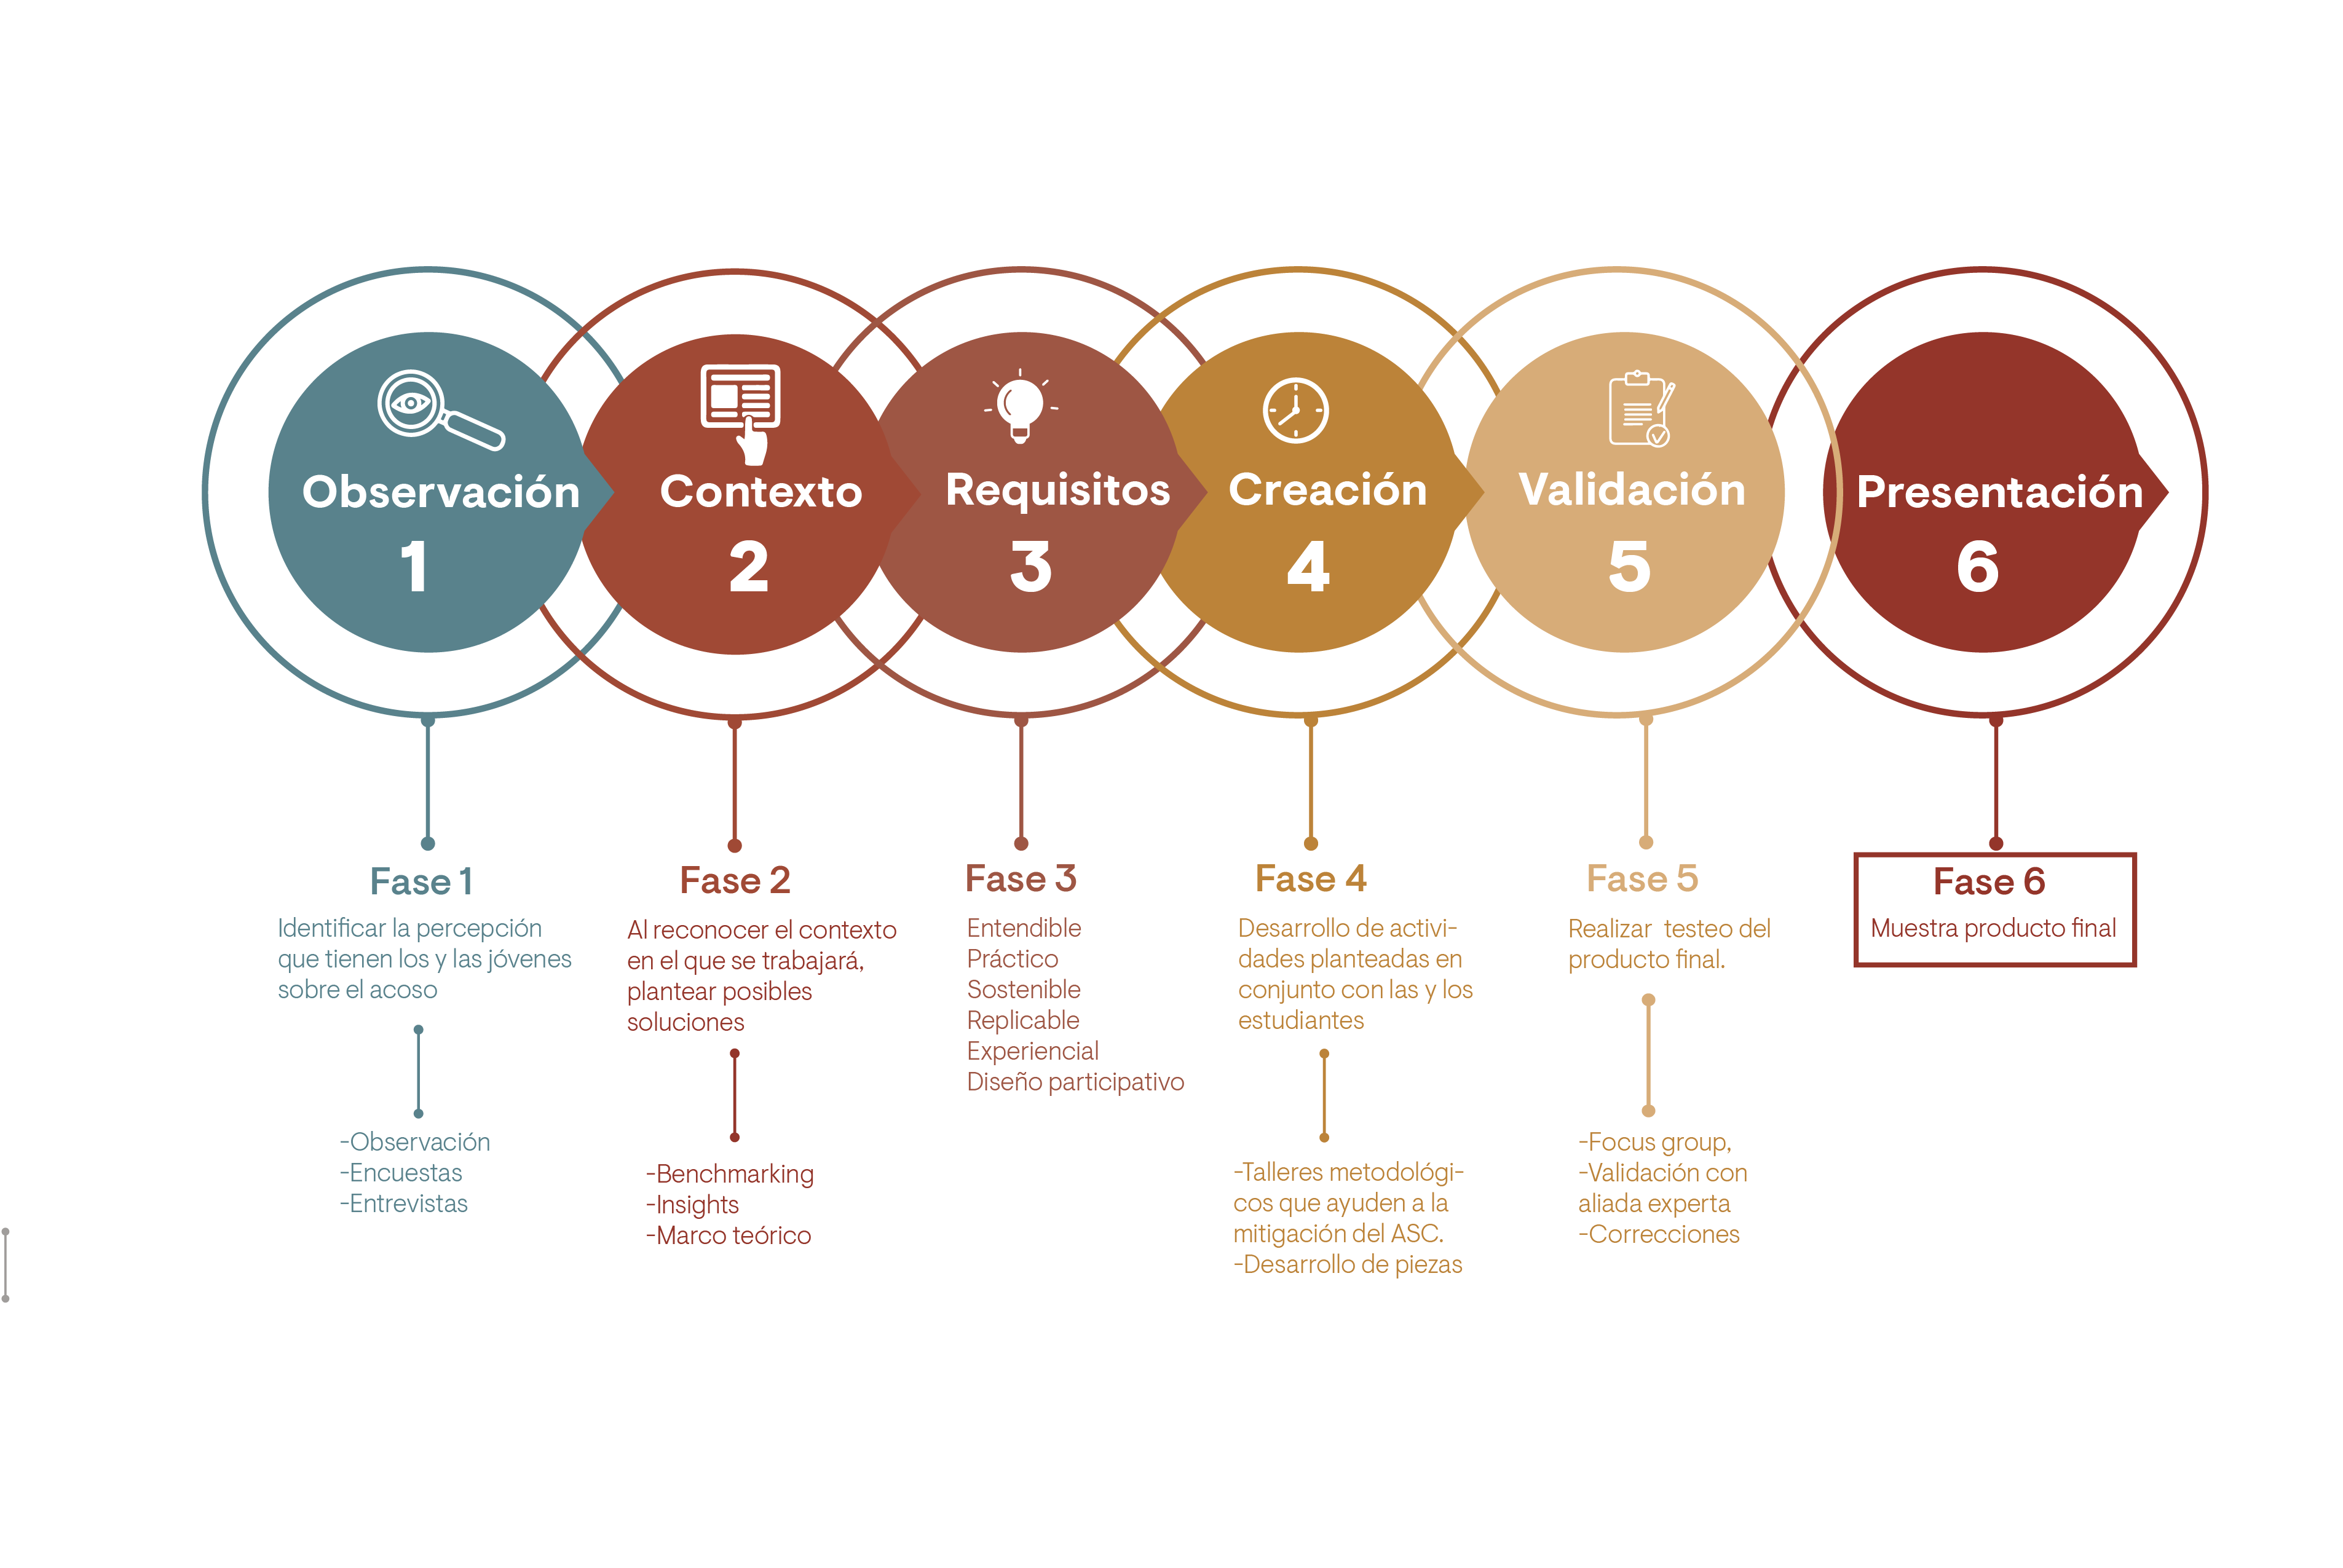 Observación
1
Contexto
2
Requisitos
3
Creación
4
Validación
5
Presentación
6
Fase 1
Identificar la percepción
que tienen los y las jóvenes
sobre el acoso
-Observación
-Encuestas
-Entrevistas
Fase 2
Al reconocer el contexto
en el que se trabajará,
plantear posibles
soluciones
-Benchmarking
-Insights
-Marco teórico
Fase 3
Entendible
Práctico
Sostenible
Replicable
Experiencial
Diseño participativo
Fase 4
Desarrollo de activi-
dades planteadas en
conjunto con las y los
estudiantes
-Talleres metodológi-
cos que ayuden a la
mitigación del ASC.
-Desarrollo de piezas
Fase 5
Realizar  testeo del
producto final.
-Focus group,
-Validación con
aliada experta
-Correcciones
Fase 6
Muestra producto final